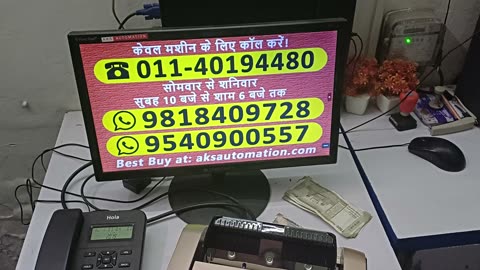 AKS AUTOMATION
केवल मशीन के लिए कॉल करें!
011-40194480
सोमवार से शनिवार
सुबह 10 बजे से शाम 6 बजे तक
9818409728
9540900557
Best Buy at: aksautomation.com
Hola